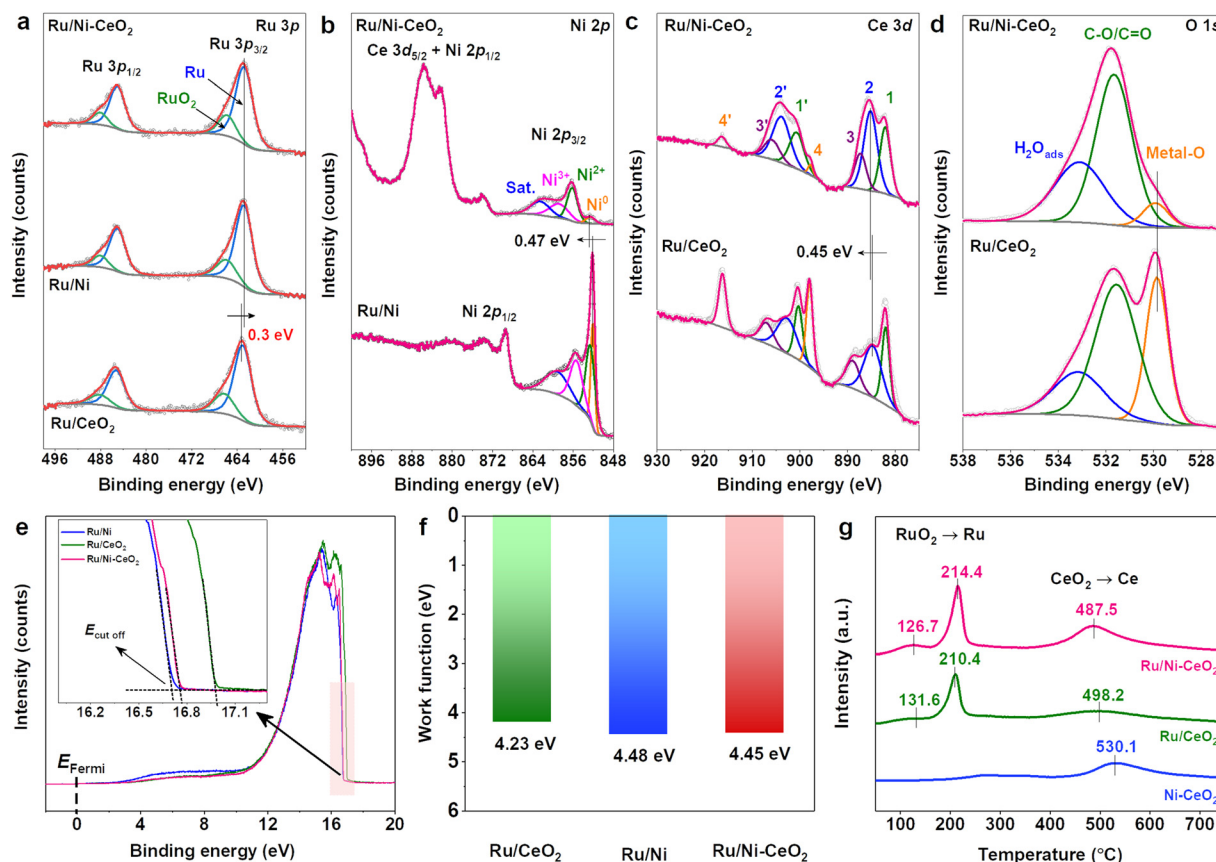 a
Ru/Ni-CeO2
Ru 3p
Ru 3p3/2
Ru 3p1/2
Ru
RuO2
Ru/Ni
0.3 eV
Ru/CeO2
Intensity (counts)
496 488 480 472 464 456
Binding energy (eV)
b
Ru/Ni-CeO2
Ni 2p
Ce 3d5/2 + Ni 2p1/2
Ni 2p3/2
Sat.
Ni3+
Ni2+
Ni0
0.47 eV
Ru/Ni
Ni 2p1/2
Intensity (counts)
896 888 880 872 864 856 848
Binding energy (eV)
c
Ru/Ni-CeO2
Ce 3d
4'
3'
2'
1'
4
3
2
1
0.45 eV
Ru/CeO2
Intensity (counts)
930 920 910 900 890 880
Binding energy (eV)
d
Ru/Ni-CeO2
O 1s
C-O/C=O
H2Oads
Metal-O
Ru/CeO2
Intensity (counts)
538 536 534 532 530 528
Binding energy (eV)
e
Ru/Ni
Ru/CeO2
Ru/Ni-CeO2
Ecut off
16.2 16.5 16.8 17.1
EFermi
Intensity (counts)
0 4 8 12 16 20
Binding energy (eV)
f
0
1
2
3
4
5
6
Work function (eV)
4.23 eV
4.48 eV
4.45 eV
Ru/CeO2 Ru/Ni Ru/Ni-CeO2
g
RuO2 → Ru
214.4
CeO2 → Ce
126.7
487.5
Ru/Ni-CeO2
210.4
131.6
498.2
Ru/CeO2
530.1
Ni-CeO2
Intensity (a.u.)
100 200 300 400 500 600 700
Temperature (°C)